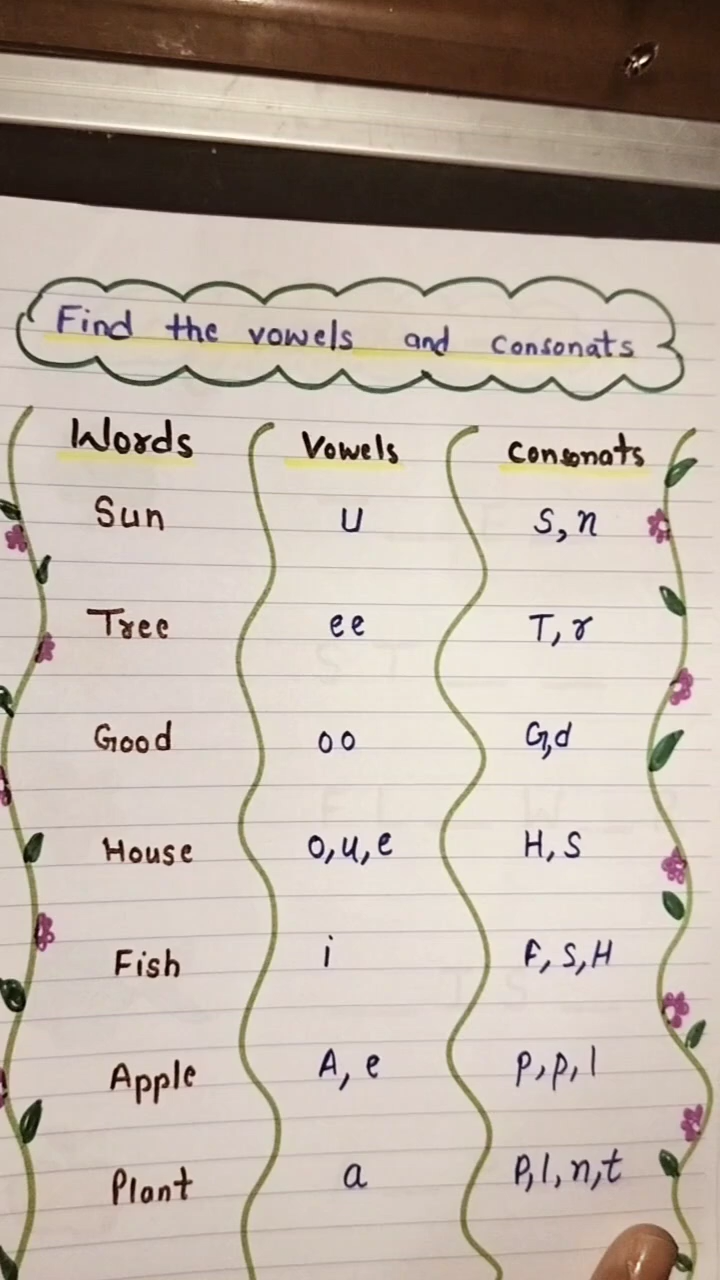 Find the vowels and consonats
Words Vowels Consonats
Sun u S, n
Tree ee T, r
Good oo G,d
House o,u,e H, S
Fish i F, S, H
Apple A, e P,p,l
Plant a P,l,n,t